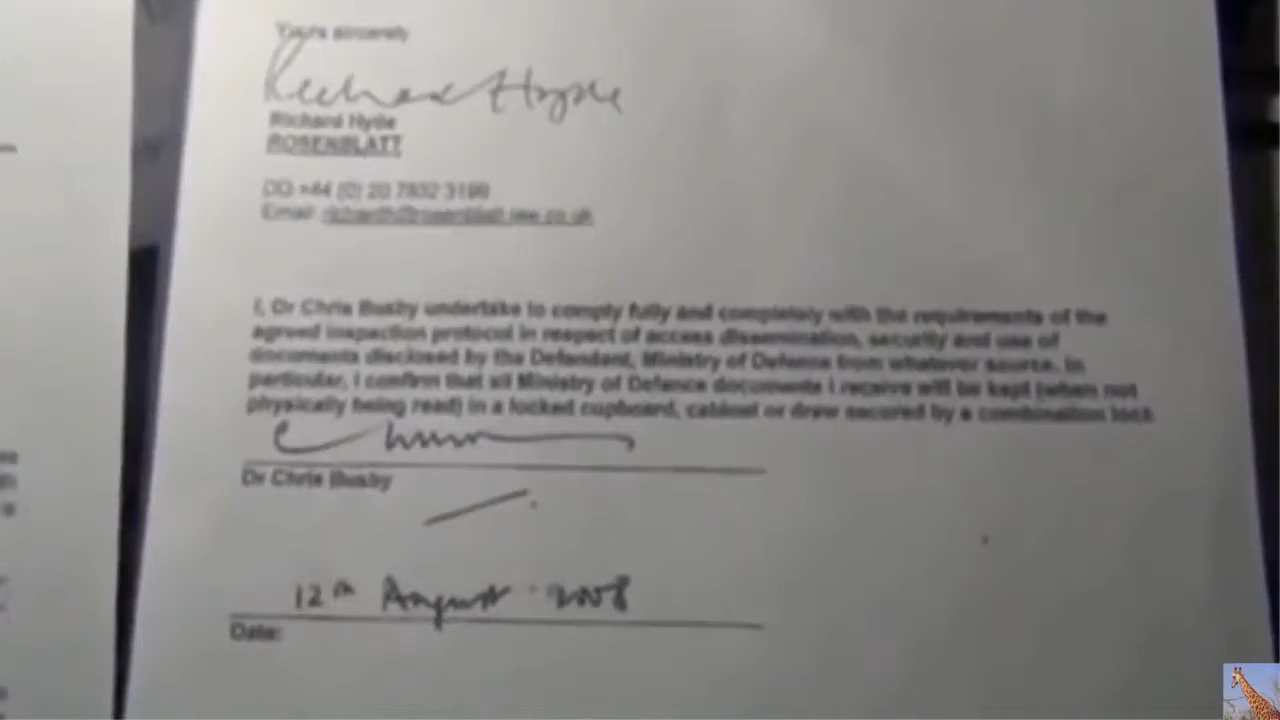 Yours sincerely
Richard Hyde
Richard Hyde
ROSENBLATT
DD +44 (0) 20 7832 3199
Email:
I, Dr Chris Busby undertake to comply fully and completely with the requirements of the
agreed inspection protocol in respect of access dissemination, security and use of
documents disclosed by the Defendant, Ministry of Defence from whatever source. In
particular, I confirm that all Ministry of Defence documents I receive will be kept (when not
physically being read) in a locked cupboard, cabinet or draw secured by a combination lock
Dr Chris Busby
12th August 2008
Date: